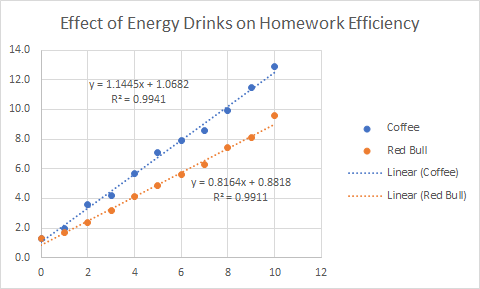 Effect of Energy Drinks on Homework Efficiency
14.0
12.0
10.0
8.0
6.0
4.0
2.0
0.0
y = 1.1445x + 1.0682
R² = 0.9941
y = 0.8164x + 0.8818
R² = 0.9911
0 2 4 6 8 10 12
Coffee
Red Bull
Linear (Coffee)
Linear (Red Bull)